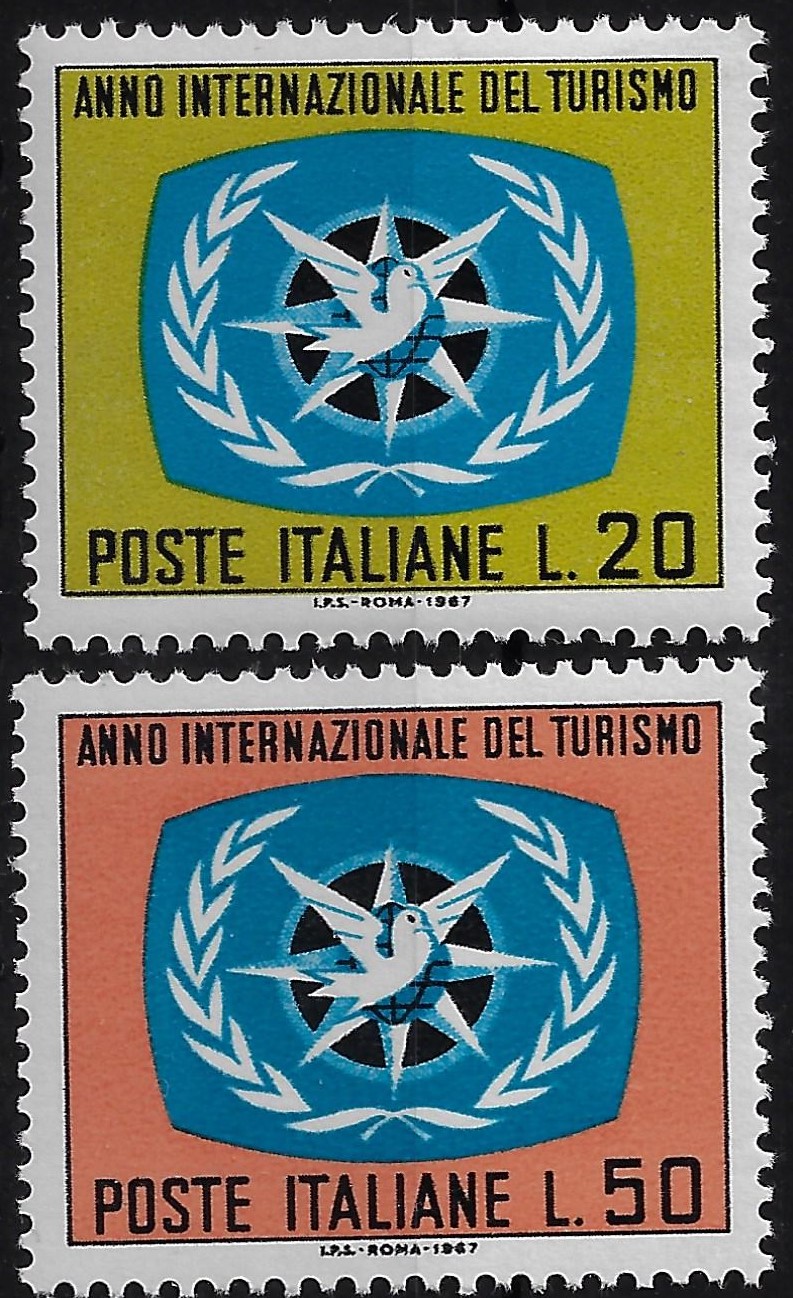 ANNO INTERNAZIONALE DEL TURISMO
POSTE ITALIANE L. 20
I.P.S.-ROMA-1967
ANNO INTERNAZIONALE DEL TURISMO
POSTE ITALIANE L. 50
I.P.S.-ROMA-1967